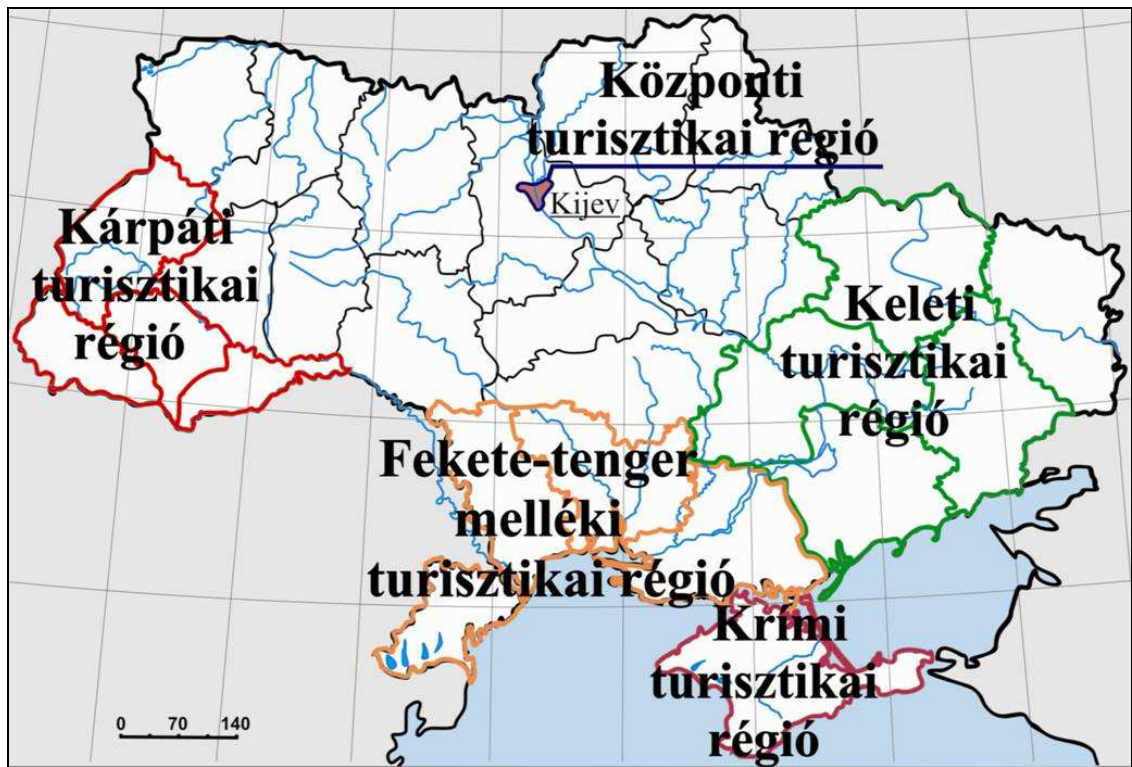 Központi
turisztikai régió
Kijev
Kárpáti
turisztikai
régió
Keleti
turisztikai
régió
Fekete-tenger
melléki
turisztikai régió
Krími
turisztikai
régió
0 70 140